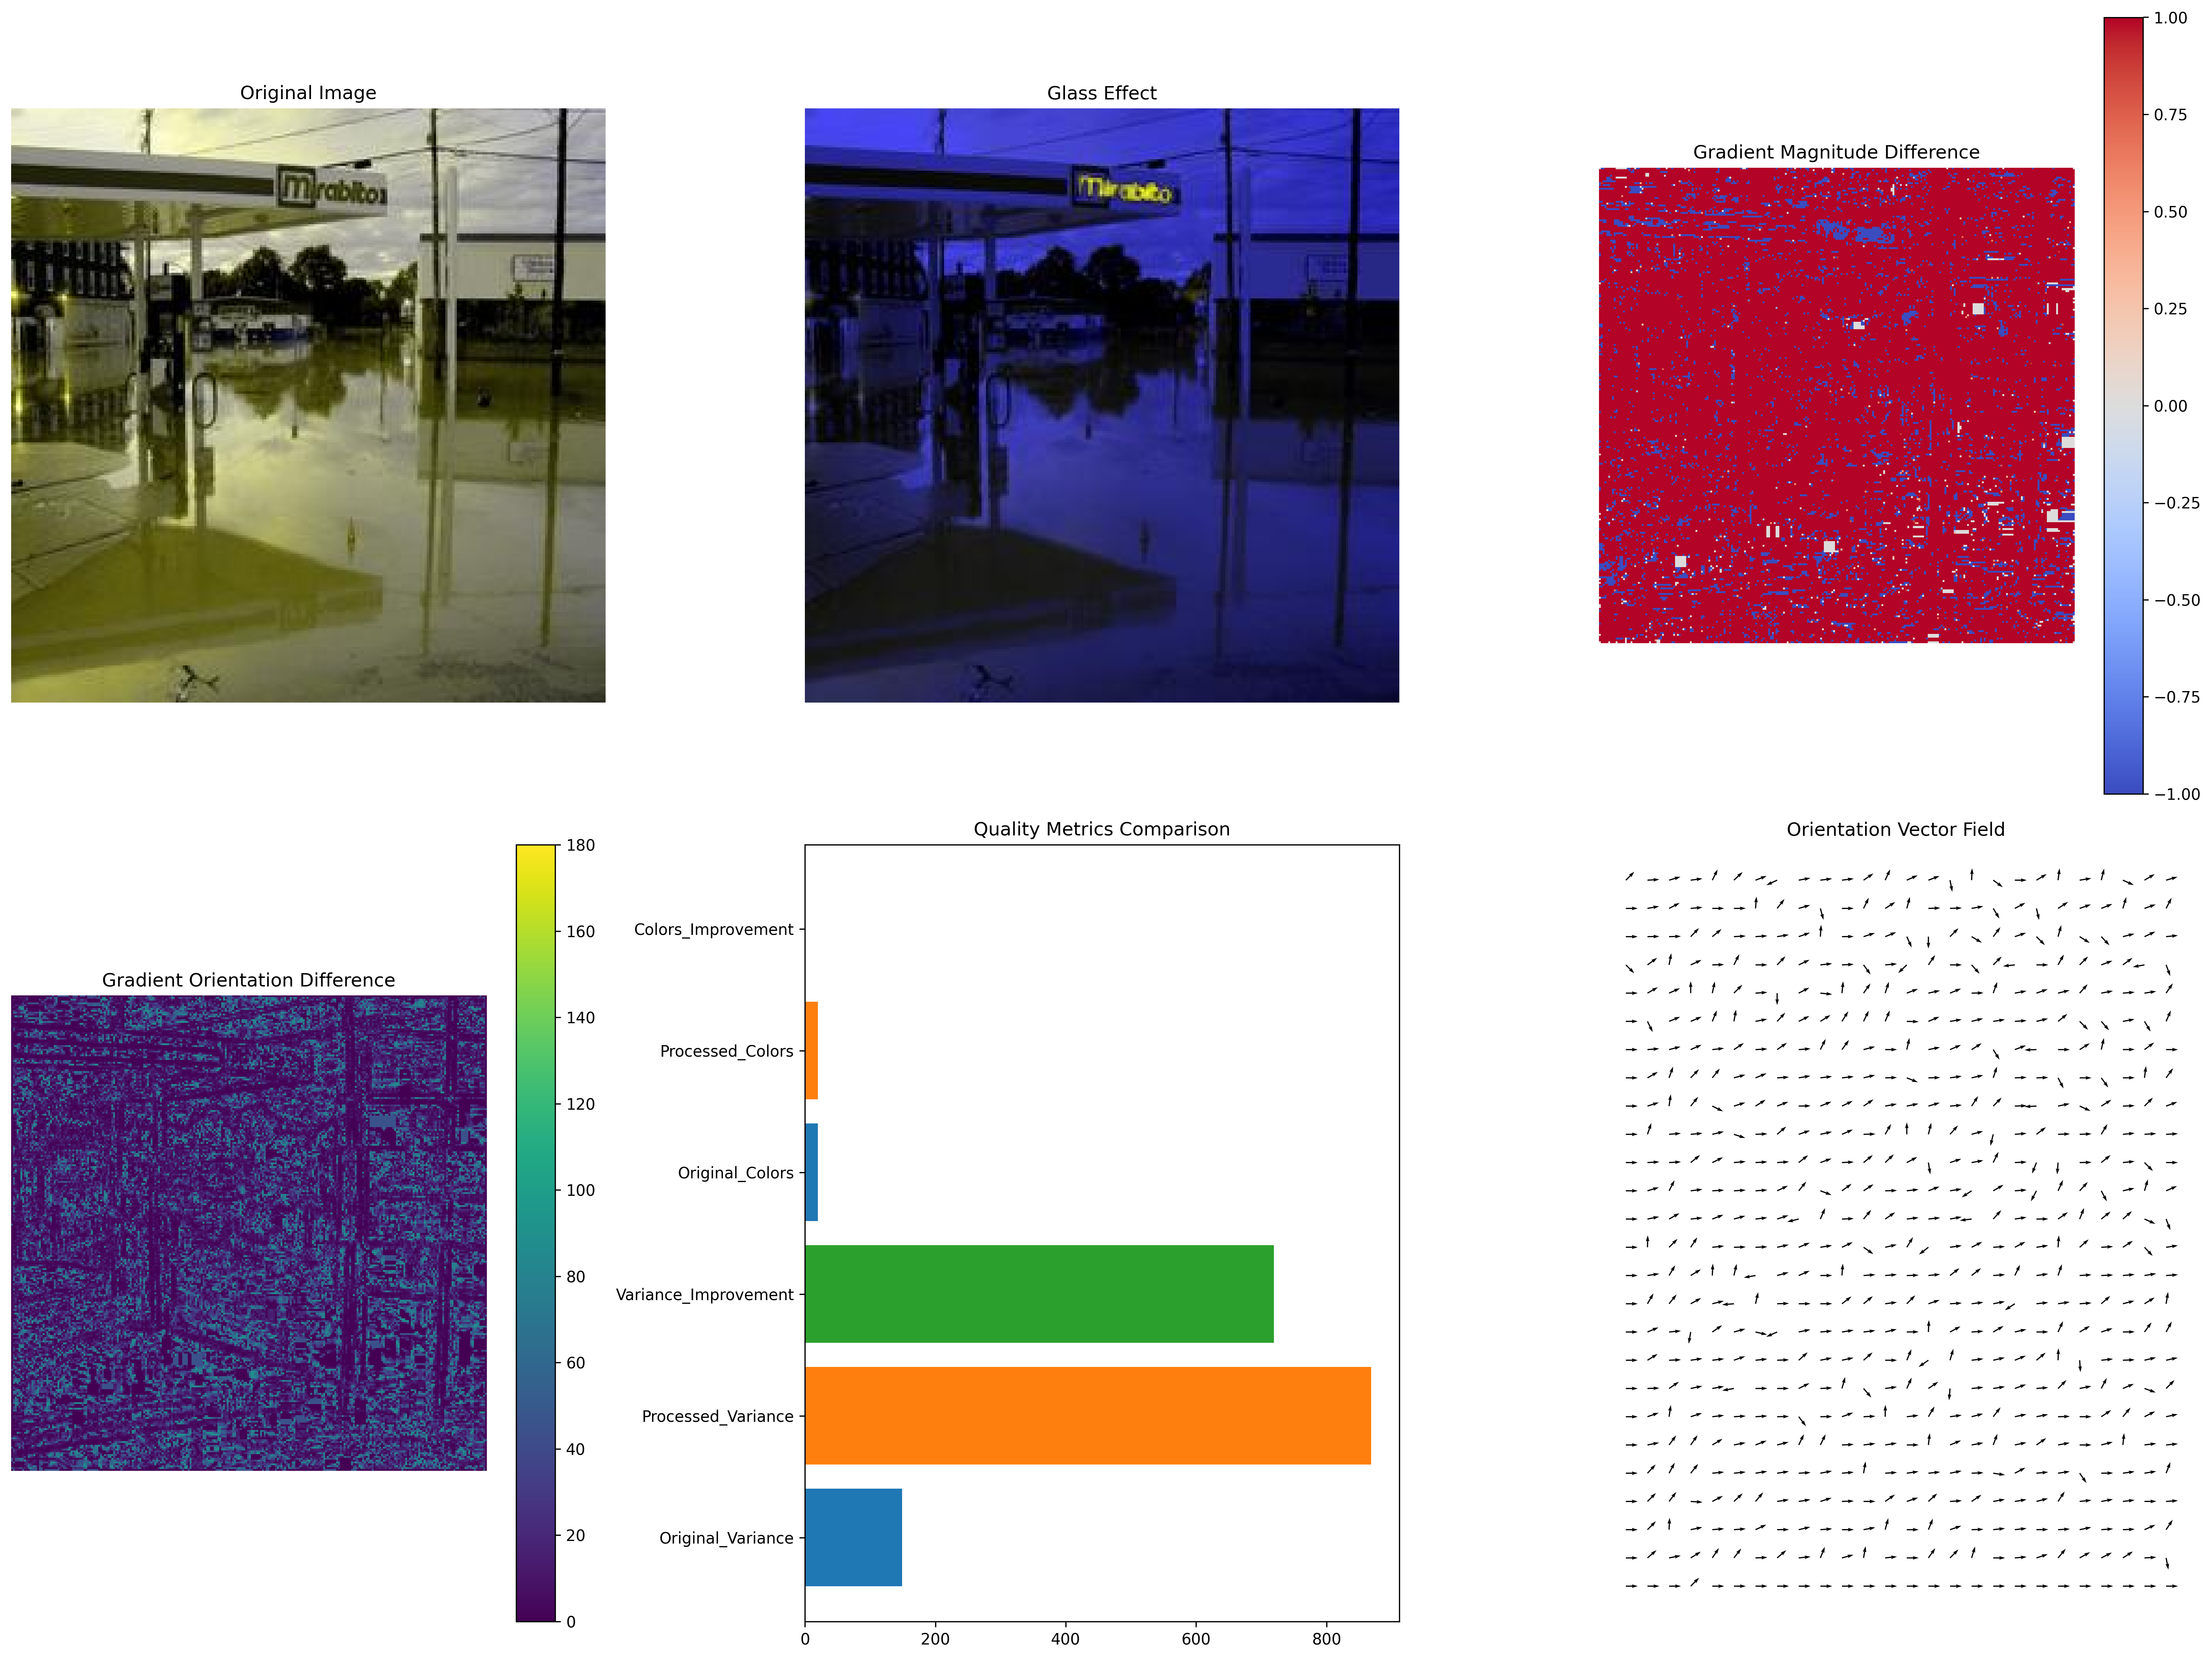 Original Image
Glass Effect
Gradient Magnitude Difference
Mirabito
Mirabito
1.00
0.75
0.50
0.25
0.00
−0.25
−0.50
−0.75
−1.00
Gradient Orientation Difference
180
160
140
120
100
80
60
40
20
0
Quality Metrics Comparison
Colors_Improvement
Processed_Colors
Original_Colors
Variance_Improvement
Processed_Variance
Original_Variance
0 200 400 600 800
Orientation Vector Field